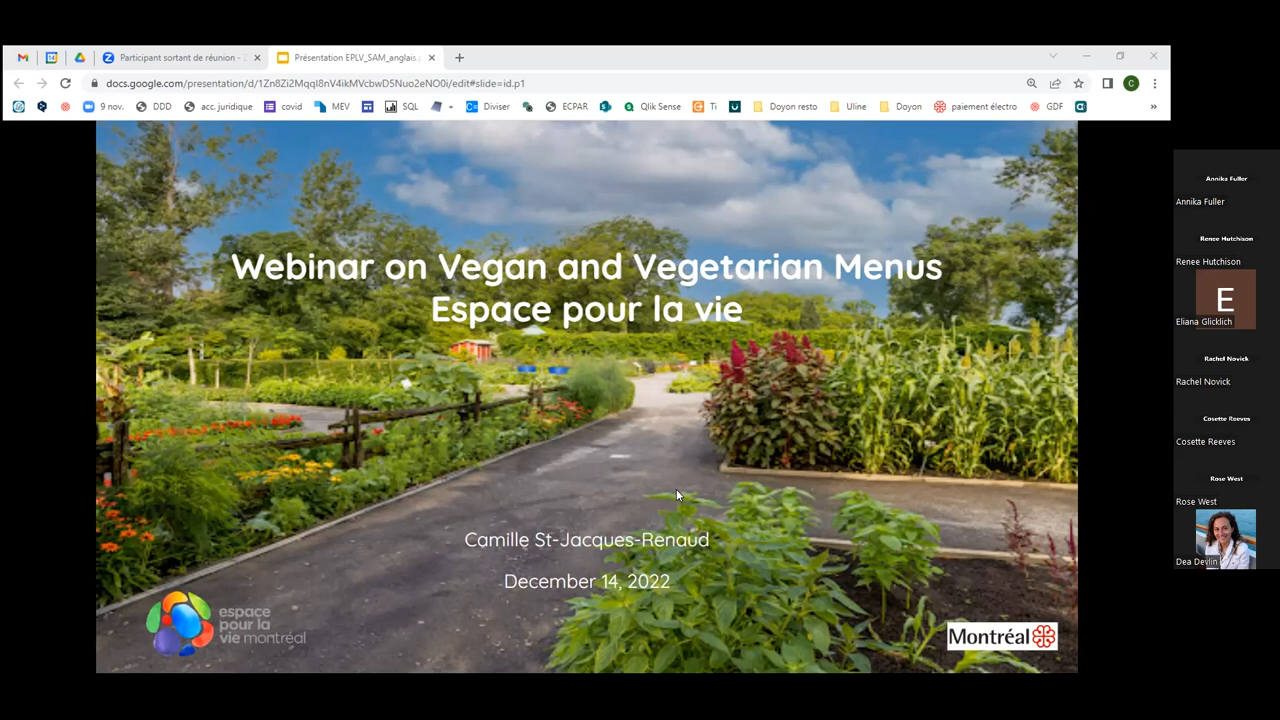 Participant sortant de réunion - Z
Présentation EPLV_SAM_anglais.
docs.google.com/presentation/d/1Zn8Zi2Mqql8nV4ikMVcbwD5Nuo2eNO0i/edit#slide=id.p1
C
9 nov. DDD acc. juridique covid MEV SQL Diviser ECPAR Qlik Sense Ti Doyon resto Uline Doyon paiement électro GDF
Webinar on Vegan and Vegetarian Menus
Espace pour la vie
Camille St-Jacques-Renaud
December 14, 2022
espace
pour la
vie montréal
Montréal
Annika Fuller
Annika Fuller
Renee Hutchison
Renee Hutchison
E
Eliana Glicklich
Rachel Novick
Rachel Novick
Cosette Reeves
Cosette Reeves
Rose West
Rose West
Dea Devlin